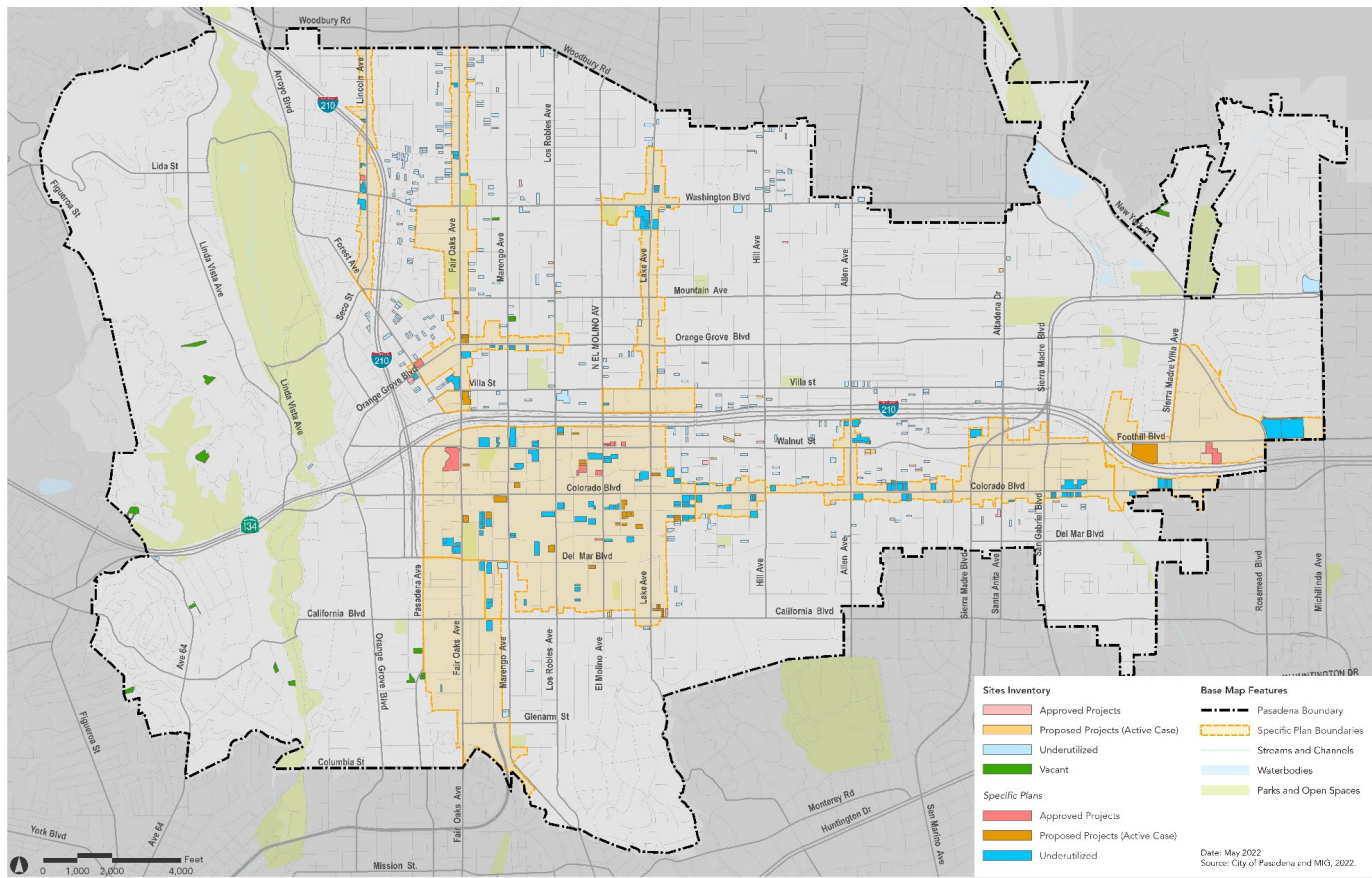 Woodbury Rd
Woodbury Rd
Lincoln Ave
Arroyo Blvd
210
Los Robles Ave
Lida St
Figueroa St
Washington Blvd
New York
Linda Vista Ave
Forest Ave
Fair Oaks Ave
Marengo Ave
Lake Ave
Hill Ave
Allen Ave
Mountain Ave
Seco St
Altadena Dr
Sierra Madre Blvd
Sierra Madre Villa Ave
N EL MOLINO AV
Orange Grove Blvd
210
Orange Grove Blvd
Villa St
Villa st
Linda Vista Ave
210
Walnut St
Foothill Blvd
Colorado Blvd
Colorado Blvd
134
San Gabriel Blvd
Del Mar Blvd
Del Mar Blvd
Pasadena Ave
Lake Ave
Hill Ave
Allen Ave
Sierra Madre Blvd
Santa Anita Ave
Rosemead Blvd
Michillinda Ave
California Blvd
California Blvd
Ave 64
Orange Grove Blvd
Fair Oaks Ave
Marengo Ave
Los Robles Ave
El Molino Ave
HUNTINGTON DR
Figueroa St
Glenarm St
Columbia St
Monterey Rd
Huntington Dr
San Marino Ave
York Blvd
Ave 64
Fair Oaks Ave
Mission St.
Feet
0 1,000 2,000 4,000
Sites Inventory
Approved Projects
Proposed Projects (Active Case)
Underutilized
Vacant
Specific Plans
Approved Projects
Proposed Projects (Active Case)
Underutilized
Base Map Features
Pasadena Boundary
Specific Plan Boundaries
Streams and Channels
Waterbodies
Parks and Open Spaces
Date: May 2022
Source: City of Pasadena and MIG, 2022.